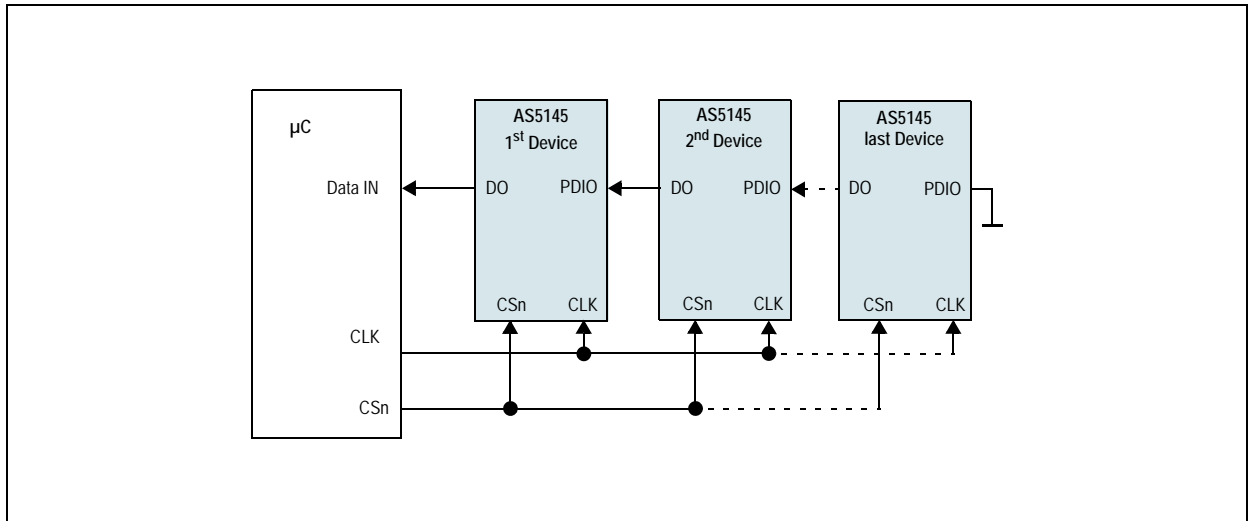 µC
Data IN
CLK
CSn
AS5145
1st Device
DO
PDIO
CSn
CLK
AS5145
2nd Device
DO
PDIO
CSn
CLK
AS5145
last Device
DO
PDIO
CSn
CLK